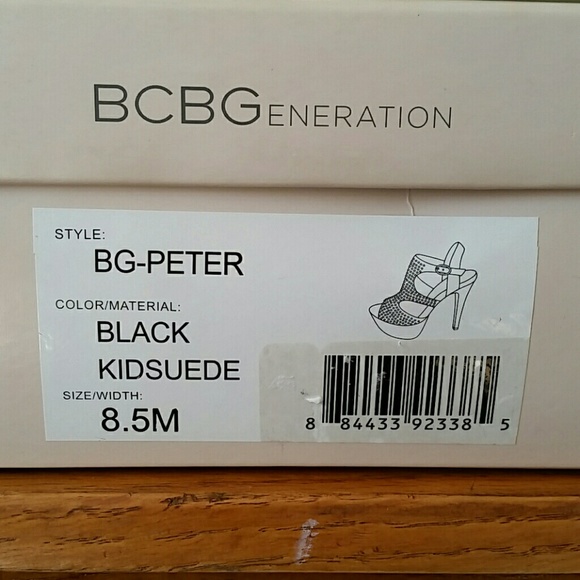 BCBGENERATION
STYLE:
BG-PETER
COLOR/MATERIAL:
BLACK
KIDSUEDE
SIZE/WIDTH:
8.5M
8 84433 92338 5